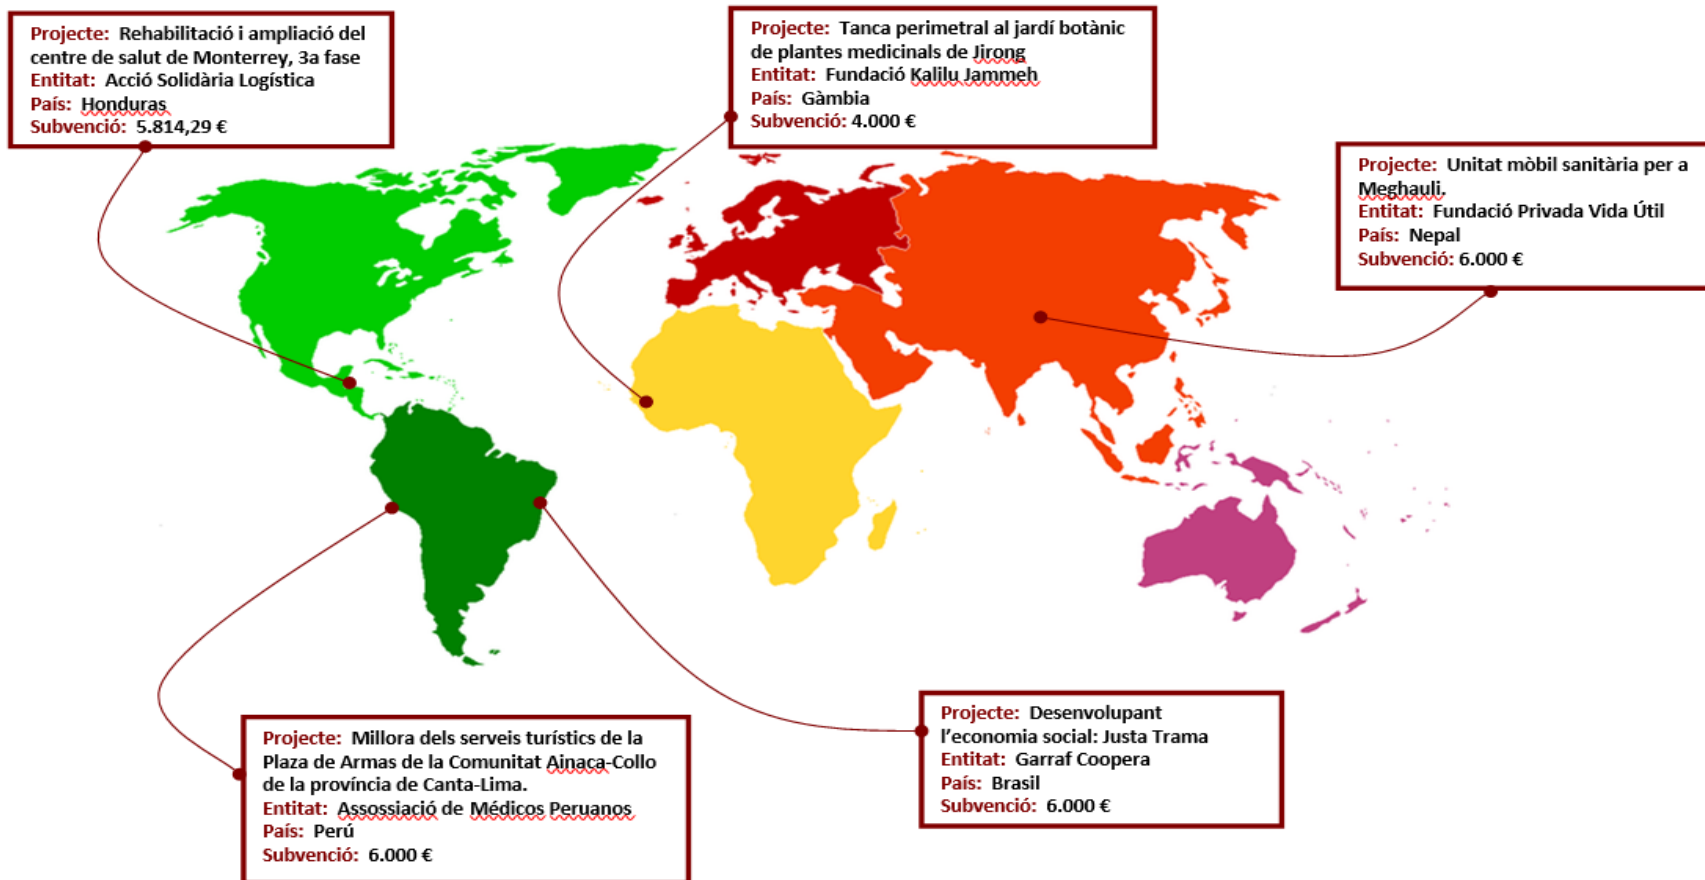 Projecte: Rehabilitació i ampliació del
centre de salut de Monterrey, 3a fase
Entitat: Acció Solidària Logística
País: Honduras
Subvenció: 5.814,29 €
Projecte: Tanca perimetral al jardí botànic
de plantes medicinals de Jirong
Entitat: Fundació Kalilu Jammeh
País: Gàmbia
Subvenció: 4.000 €
Projecte: Unitat mòbil sanitària per a
Meghauli.
Entitat: Fundació Privada Vida Útil
País: Nepal
Subvenció: 6.000 €
Projecte: Millora dels serveis turístics de la
Plaza de Armas de la Comunitat Ainaça-Collo
de la província de Canta-Lima.
Entitat: Assossiació de Médicos Peruanos
País: Perú
Subvenció: 6.000 €
Projecte: Desenvolupant
l'economia social: Justa Trama
Entitat: Garraf Coopera
País: Brasil
Subvenció: 6.000 €